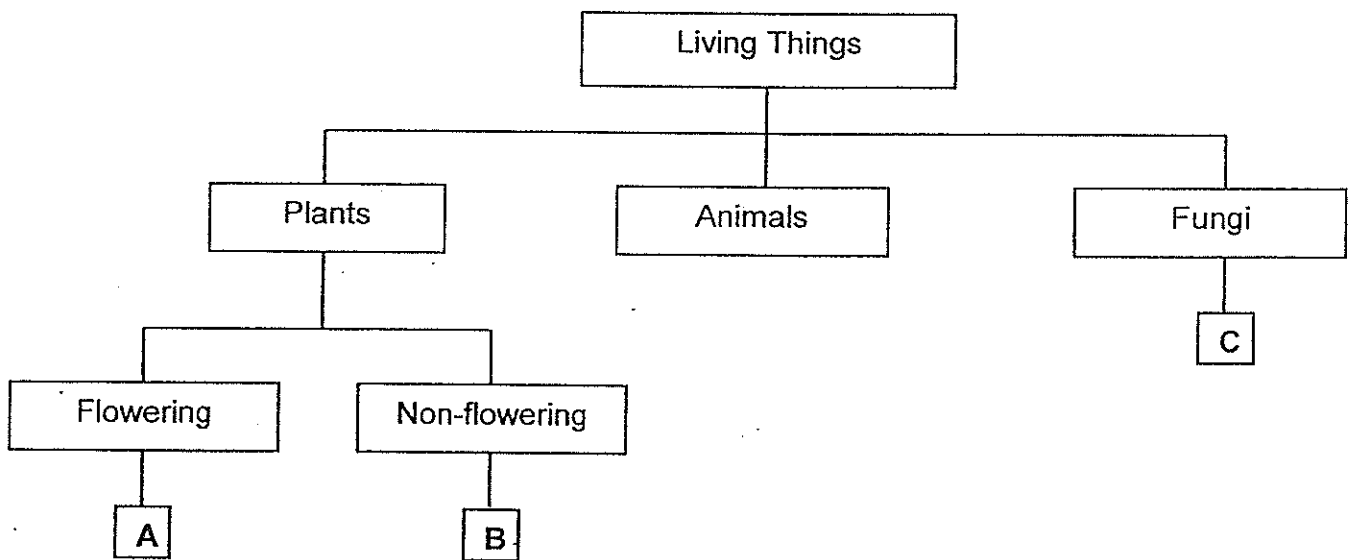 Living Things
Plants
Animals
Fungi
C
Flowering
Non-flowering
A
B